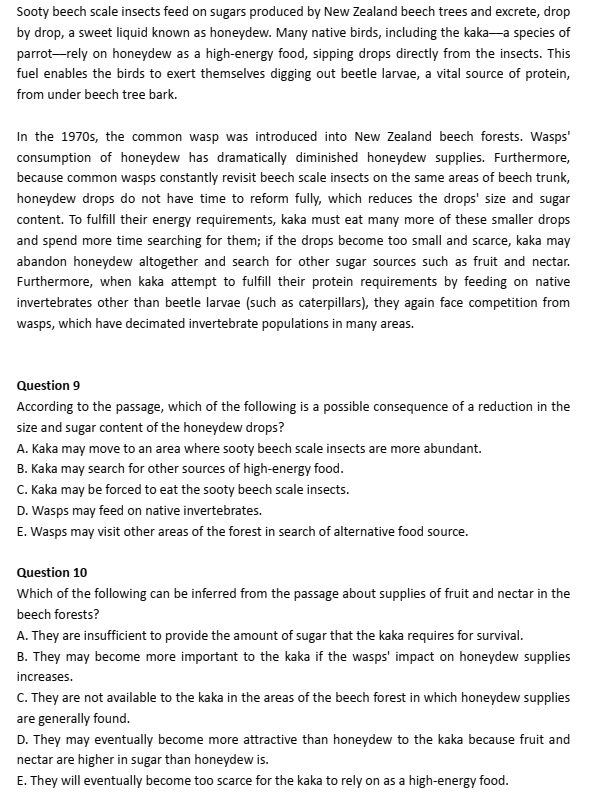 Sooty beech scale insects feed on sugars produced by New Zealand beech trees and excrete, drop
by drop, a sweet liquid known as honeydew. Many native birds, including the kaka—a species of
parrot—rely on honeydew as a high-energy food, sipping drops directly from the insects. This
fuel enables the birds to exert themselves digging out beetle larvae, a vital source of protein,
from under beech tree bark.
In the 1970s, the common wasp was introduced into New Zealand beech forests. Wasps'
consumption of honeydew has dramatically diminished honeydew supplies. Furthermore,
because common wasps constantly revisit beech scale insects on the same areas of beech trunk,
honeydew drops do not have time to reform fully, which reduces the drops' size and sugar
content. To fulfill their energy requirements, kaka must eat many more of these smaller drops
and spend more time searching for them; if the drops become too small and scarce, kaka may
abandon honeydew altogether and search for other sugar sources such as fruit and nectar.
Furthermore, when kaka attempt to fulfill their protein requirements by feeding on native
invertebrates other than beetle larvae (such as caterpillars), they again face competition from
wasps, which have decimated invertebrate populations in many areas.
Question 9
According to the passage, which of the following is a possible consequence of a reduction in the
size and sugar content of the honeydew drops?
A. Kaka may move to an area where sooty beech scale insects are more abundant.
B. Kaka may search for other sources of high-energy food.
C. Kaka may be forced to eat the sooty beech scale insects.
D. Wasps may feed on native invertebrates.
E. Wasps may visit other areas of the forest in search of alternative food source.
Question 10
Which of the following can be inferred from the passage about supplies of fruit and nectar in the
beech forests?
A. They are insufficient to provide the amount of sugar that the kaka requires for survival.
B. They may become more important to the kaka if the wasps' impact on honeydew supplies
increases.
C. They are not available to the kaka in the areas of the beech forest in which honeydew supplies
are generally found.
D. They may eventually become more attractive than honeydew to the kaka because fruit and
nectar are higher in sugar than honeydew is.
E. They will eventually become too scarce for the kaka to rely on as a high-energy food.